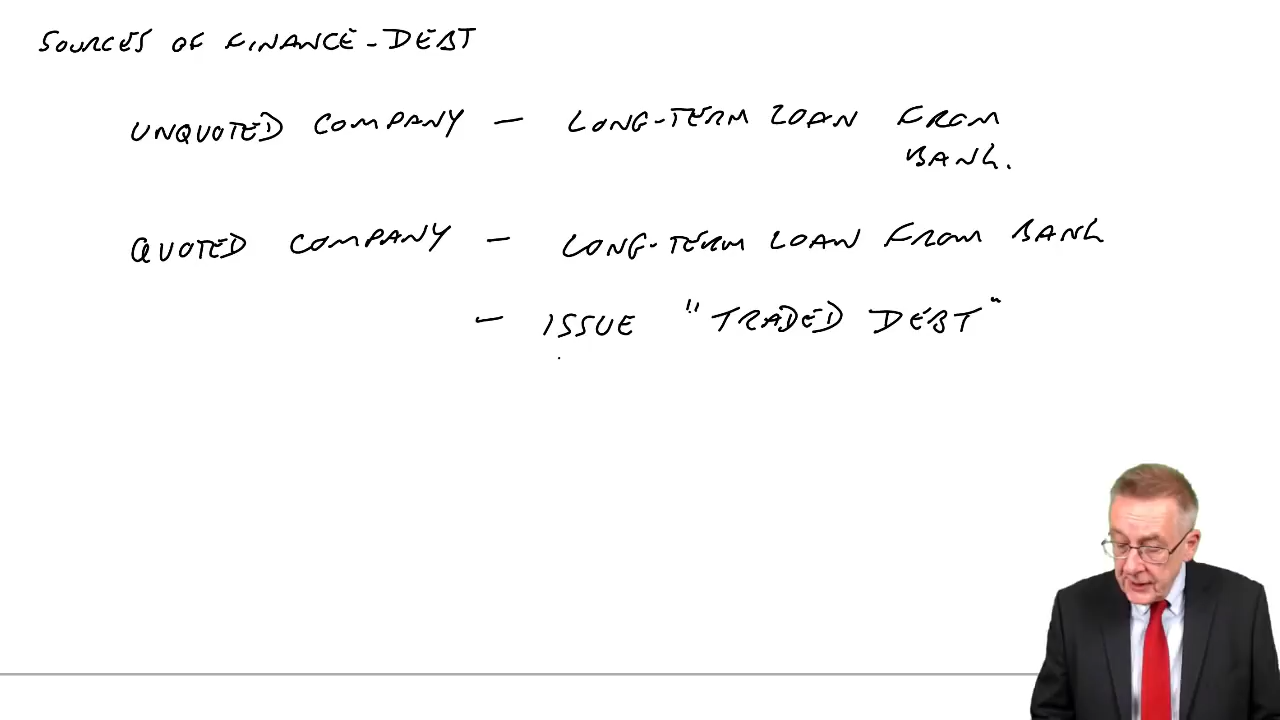 SOURCES OF FINANCE - DEBT
UNQUOTED COMPANY - LONG-TERM LOAN FROM
BANK.
QUOTED COMPANY - LONG-TERM LOAN FROM BANK
- ISSUE "TRADED DEBT"